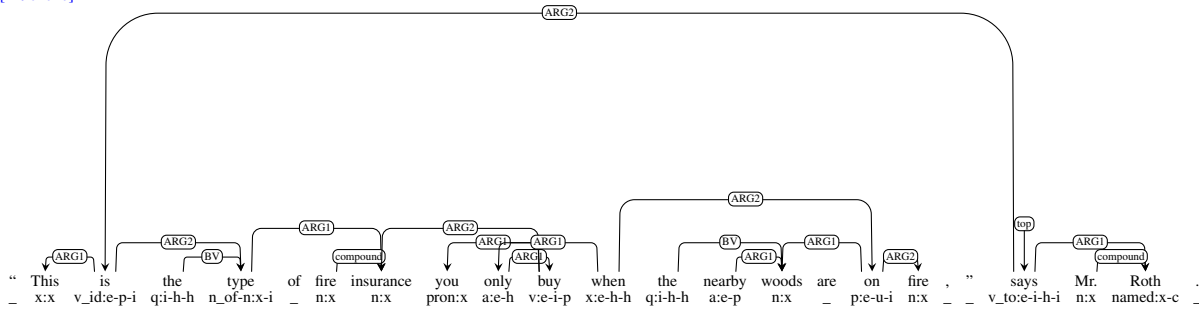 ARG2
ARG2
top
ARG1 ARG2 ARG1 ARG2 ARG1 ARG1 BV ARG1 ARG1
ARG1 BV compound ARG1 ARG1 ARG2 compound
“ This is the type of fire insurance you only buy when the nearby woods are on fire , ” says Mr. Roth .
_ x:x v_id:e-p-i q:i-h-h n_of-n:x-i _ n:x n:x pron:x a:e-h v:e-i-p x:e-h-h q:i-h-h a:e-p n:x _ p:e-u-i n:x _ _ v_to:e-i-h-i n:x named:x-c _